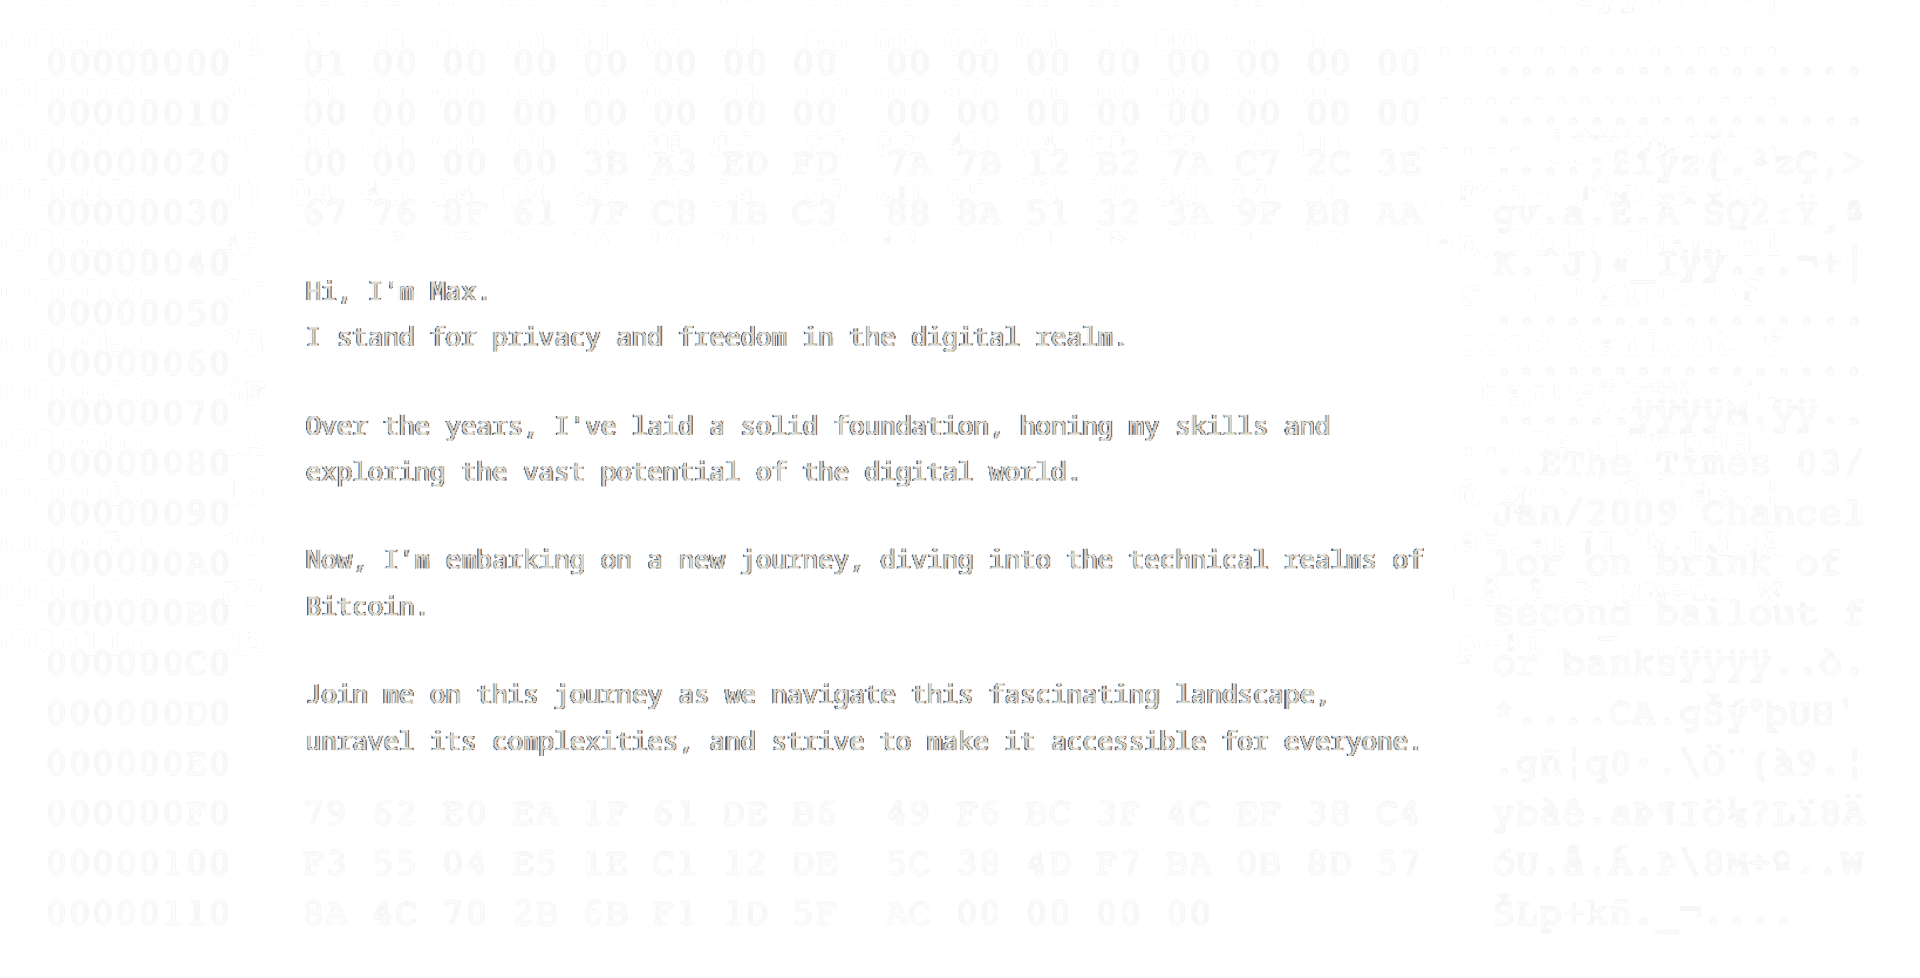 00000000 01 00 00 00 00 00 00 00 00 00 00 00 00 00 00 00 ................
00000010 00 00 00 00 00 00 00 00 00 00 00 00 00 00 00 00 ................
00000020 00 00 00 00 3B A3 ED FD 7A 7B 12 B2 7A C7 2C 3E ....;£íýz{.²zÇ,>
00000030 67 76 8F 61 7F C8 1B C3 88 8A 51 32 3A 9F B8 AA gv.a.È.ÃˆŠQ2:Ÿ¸ª
00000040 K.^J)«_Iÿÿ...¬+|
00000050 ................
00000060 ................
00000070
Hi, I'm Max.
I stand for privacy and freedom in the digital realm.
Over the years, I've laid a solid foundation, honing my skills and
exploring the vast potential of the digital world.
Now, I'm embarking on a new journey, diving into the technical realms of
Bitcoin.
Join me on this journey as we navigate this fascinating landscape,
unravel its complexities, and strive to make it accessible for everyone.
00000080 EThe Times 03/
00000090 Jan/2009 Chancel
000000A0 lor on brink of
000000B0 second bailout f
000000C0 or banksÿÿÿÿ..ò.
000000D0 *....CA.gŠý°þUH'
000000E0 .gñ¦q0·.\Ö¨(à9.¦
000000F0 79 62 E0 EA 1F 61 DE B6 49 F6 BC 3F 4C EF 38 C4 ybàê.aÞ¶Iö¼?Lï8Ä
00000100 F3 55 04 E5 1E C1 12 DE 5C 38 4D F7 BA 0B 8D 57 óU.å.Á.Þ\8M÷º..W
00000110 8A 4C 70 2B 6B F1 1D 5F AC 00 00 00 00 ŠLp+kñ._¬....